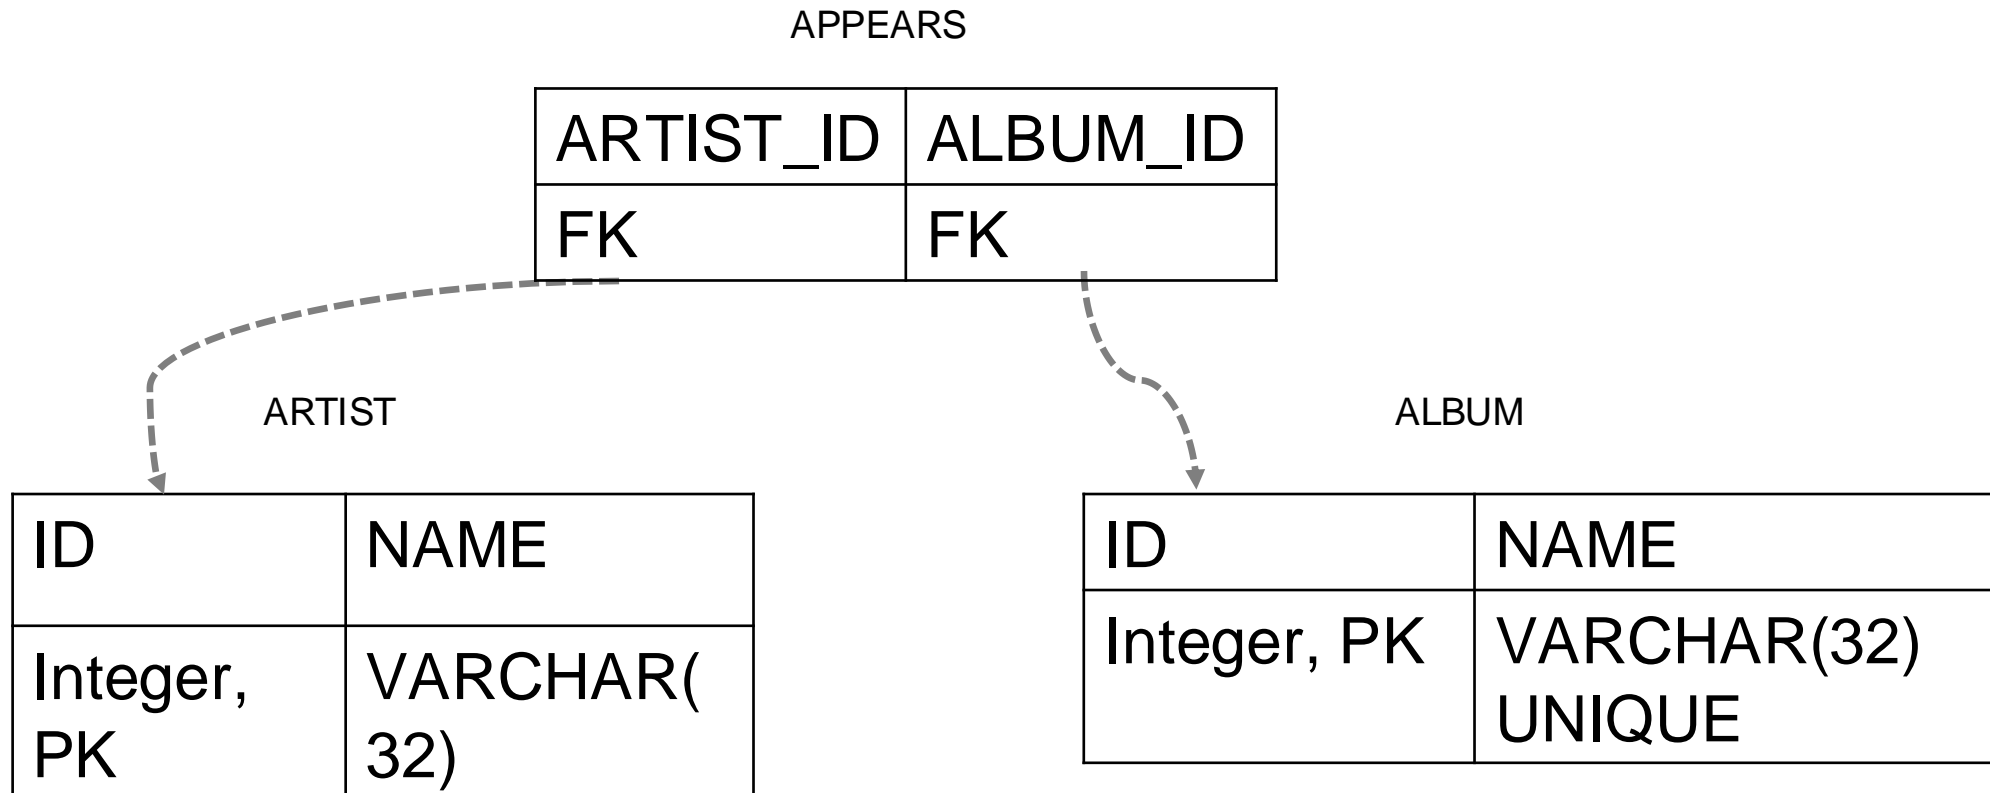 APPEARS
ARTIST_ID ALBUM_ID
FK FK
ARTIST
ID NAME
Integer, VARCHAR(
PK 32)
ALBUM
ID NAME
Integer, PK VARCHAR(32)
UNIQUE